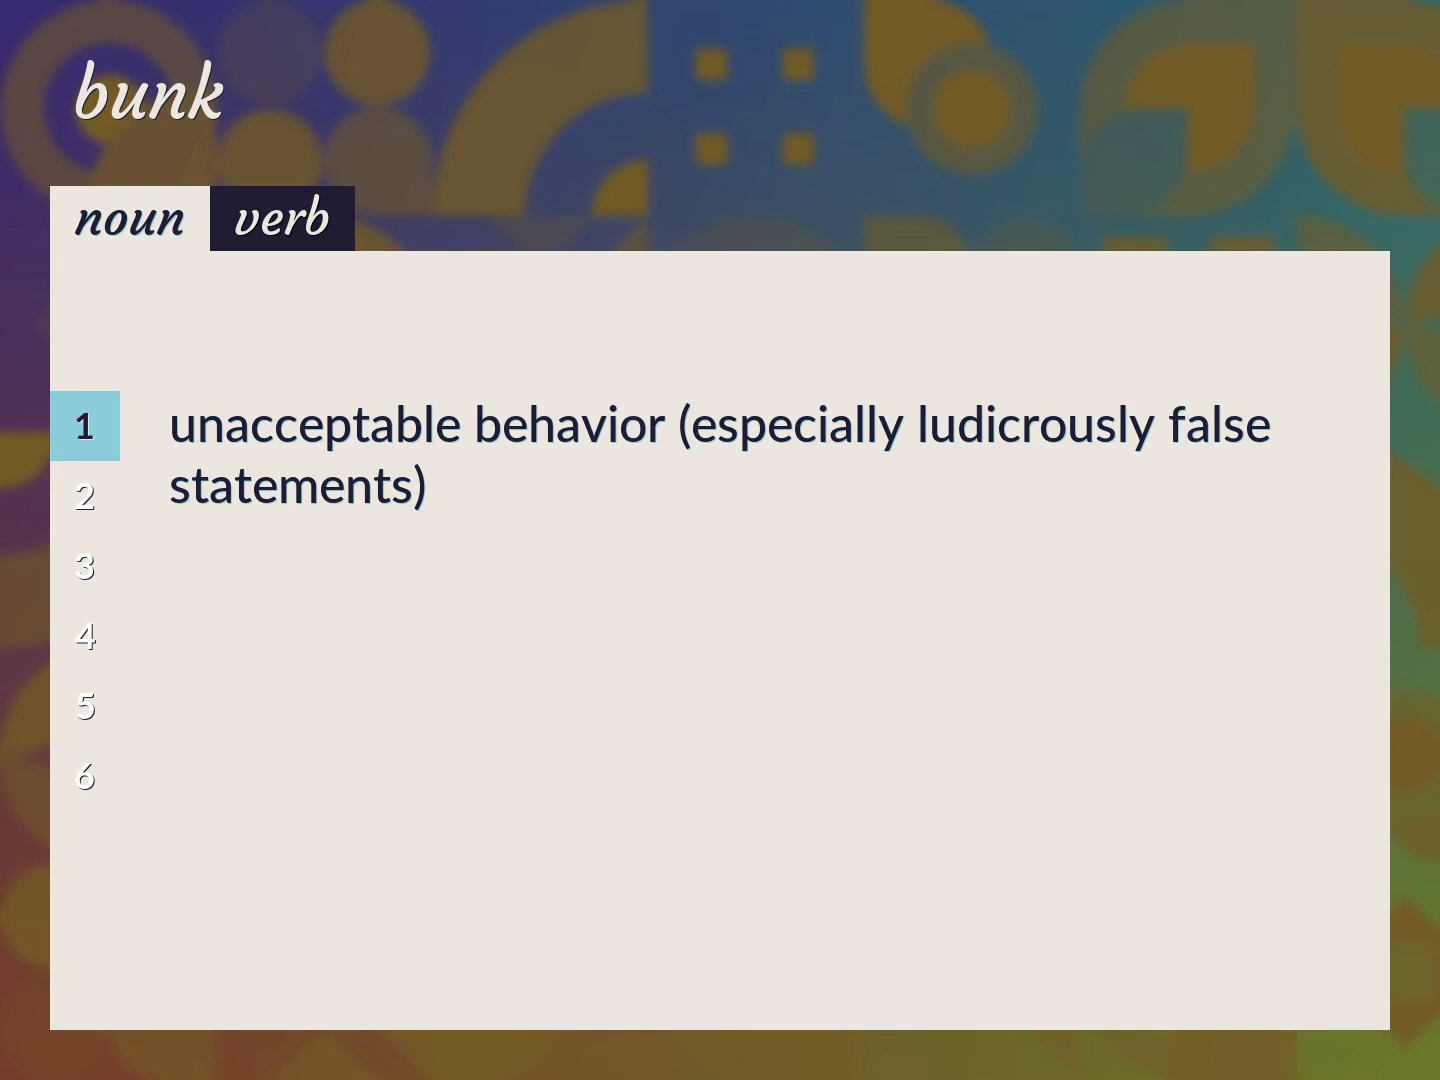 bunk
noun verb
1 unacceptable behavior (especially ludicrously false
statements)
2
3
4
5
6